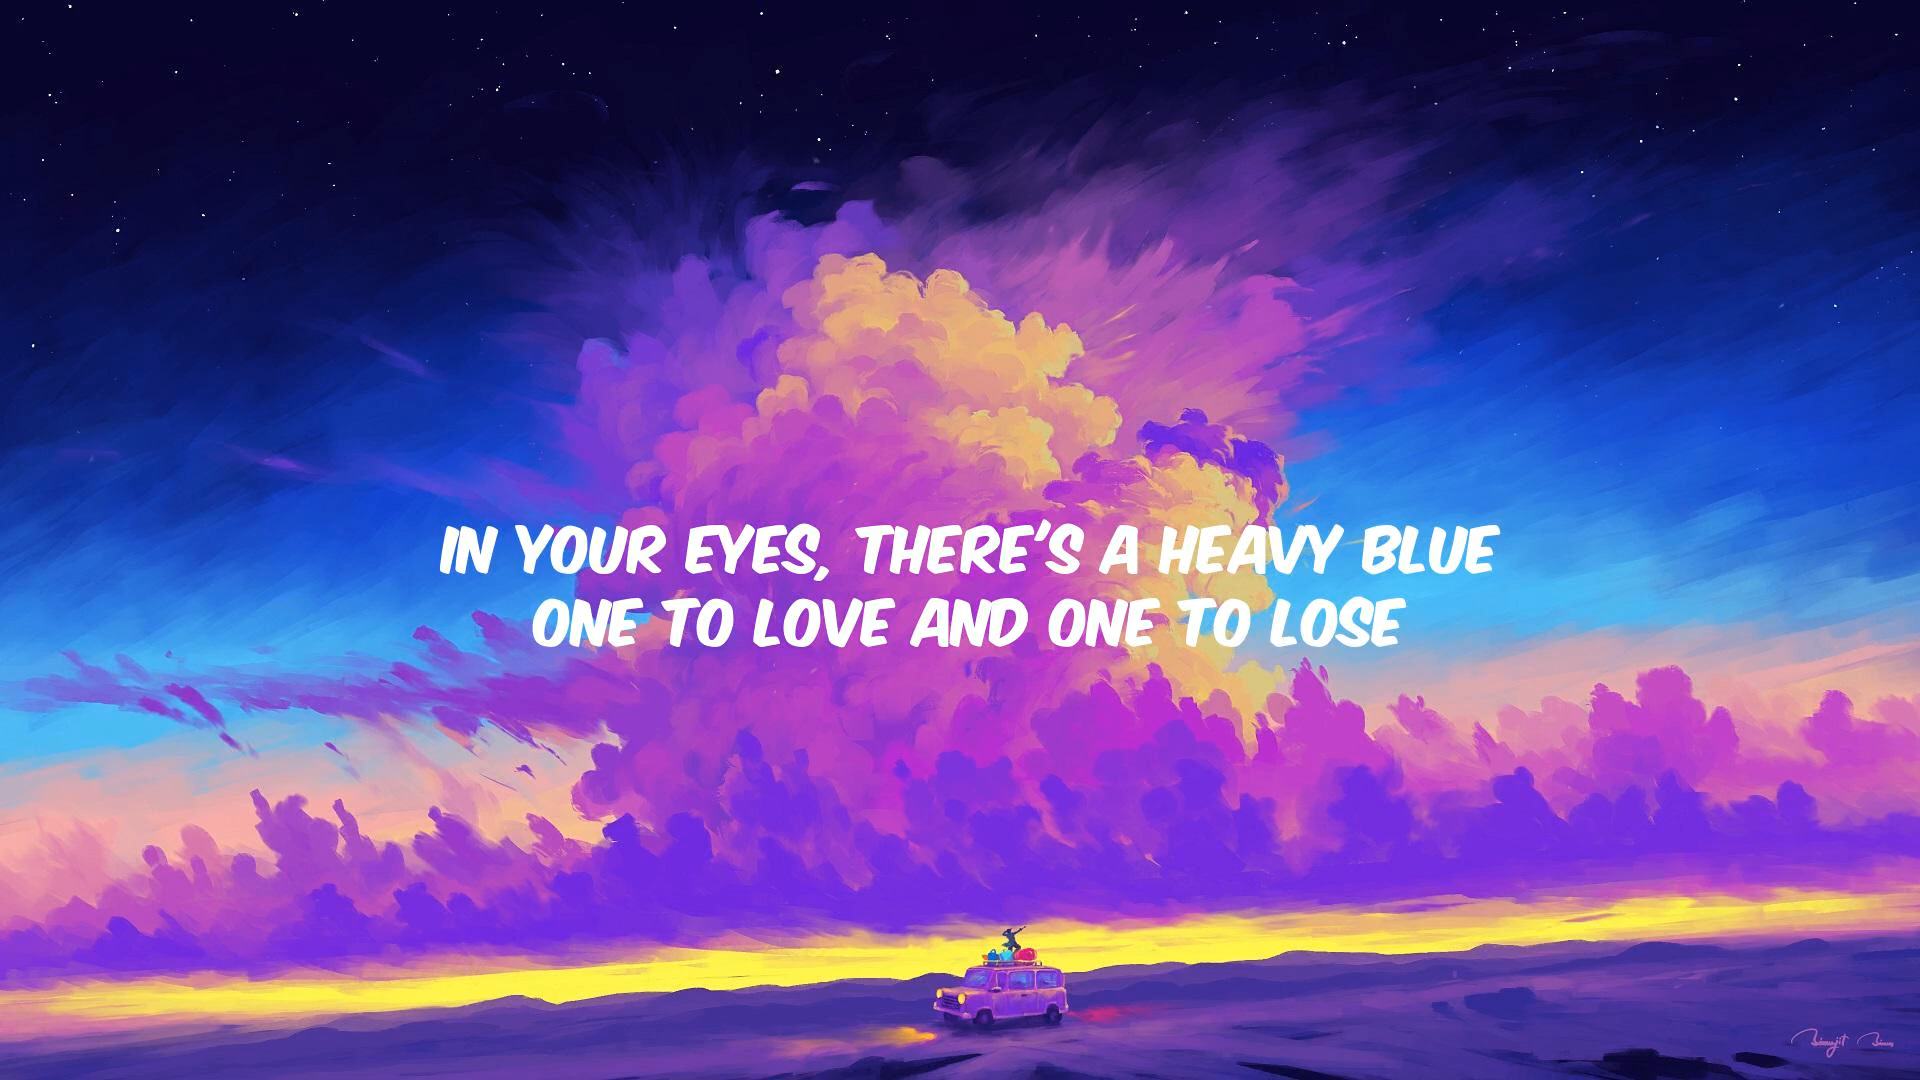 IN YOUR EYES, THERE'S A HEAVY BLUE
ONE TO LOVE AND ONE TO LOSE